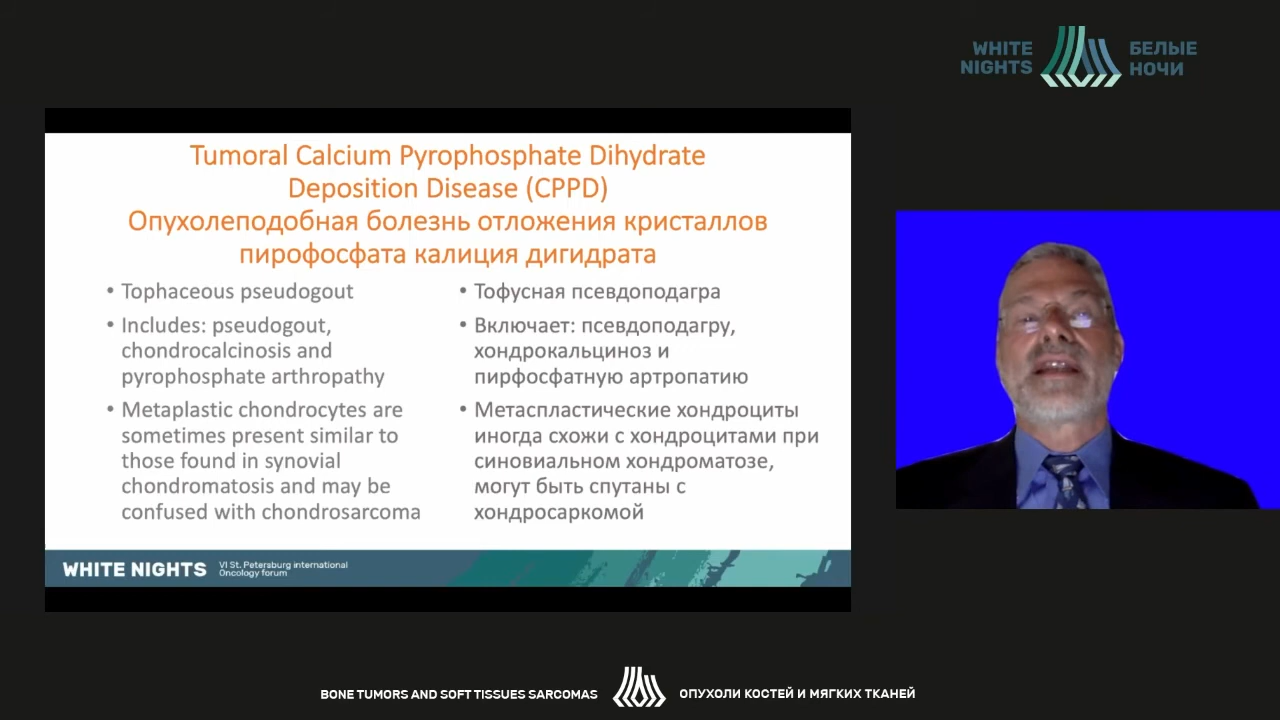 WHITE
NIGHTS
БЕЛЫЕ
НОЧИ
Tumoral Calcium Pyrophosphate Dihydrate
Deposition Disease (CPPD)
Опухолеподобная болезнь отложения кристаллов
пирофосфата калиция дигидрата
• Tophaceous pseudogout
• Includes: pseudogout,
chondrocalcinosis and
pyrophosphate arthropathy
• Metaplastic chondrocytes are
sometimes present similar to
those found in synovial
chondromatosis and may be
confused with chondrosarcoma
• Тофусная псевдоподагра
• Включает: псевдоподагру,
хондрокальциноз и
пирфосфатную артропатию
• Метаспластические хондроциты
иногда схожи с хондроцитами при
синовиальном хондроматозе,
могут быть спутаны с
хондросаркомой
WHITE NIGHTS
VI St. Petersburg international
Oncology forum
BONE TUMORS AND SOFT TISSUES SARCOMAS
ОПУХОЛИ КОСТЕЙ И МЯГКИХ ТКАНЕЙ